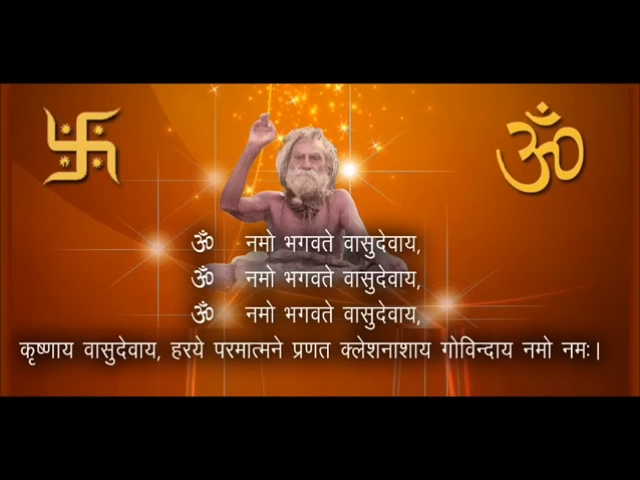 ॐ
ॐ नमो भगवते वासुदेवाय,
ॐ नमो भगवते वासुदेवाय,
ॐ नमो भगवते वासुदेवाय,
कृष्णाय वासुदेवाय, हरये परमात्मने प्रणत क्लेशनाशाय गोविन्दाय नमो नमः।